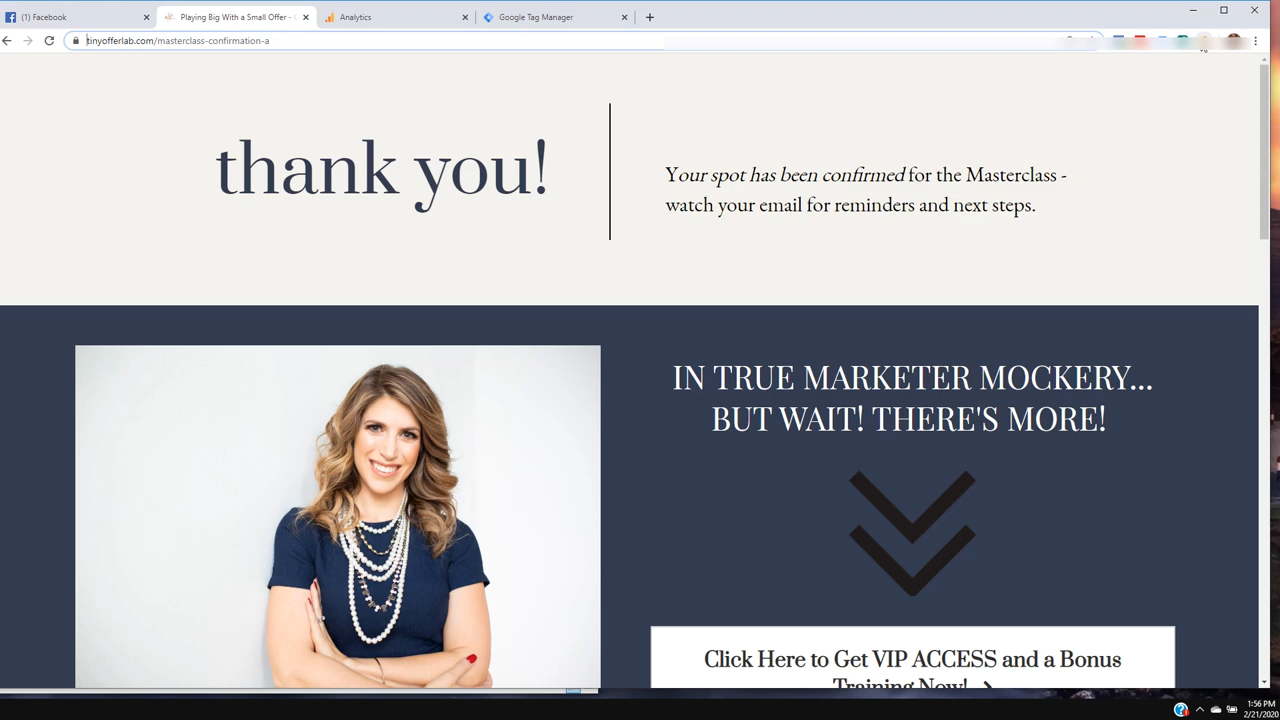 (1) Facebook
Playing Big With a Small Offer -
Analytics
Google Tag Manager
tinyofferlab.com/masterclass-confirmation-a
thank you!
Your spot has been confirmed for the Masterclass -
watch your email for reminders and next steps.
IN TRUE MARKETER MOCKERY...
BUT WAIT! THERE'S MORE!
Click Here to Get VIP ACCESS and a Bonus
Training Now!
1:56 PM
2/21/2020